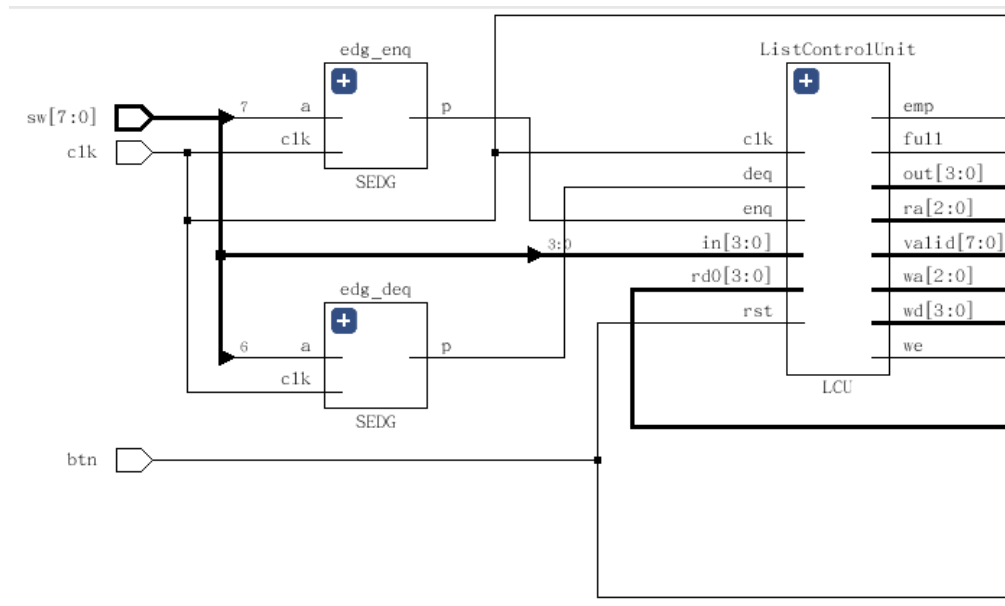 edg_enq
ListControlUnit
sw[7:0]
7
a
p
emp
clk
clk
clk
full
SEDG
deq
out[3:0]
enq
ra[2:0]
3:0
in[3:0]
valid[7:0]
edg_deq
rd0[3:0]
wa[2:0]
rst
wd[3:0]
6
a
p
we
clk
LCU
SEDG
btn